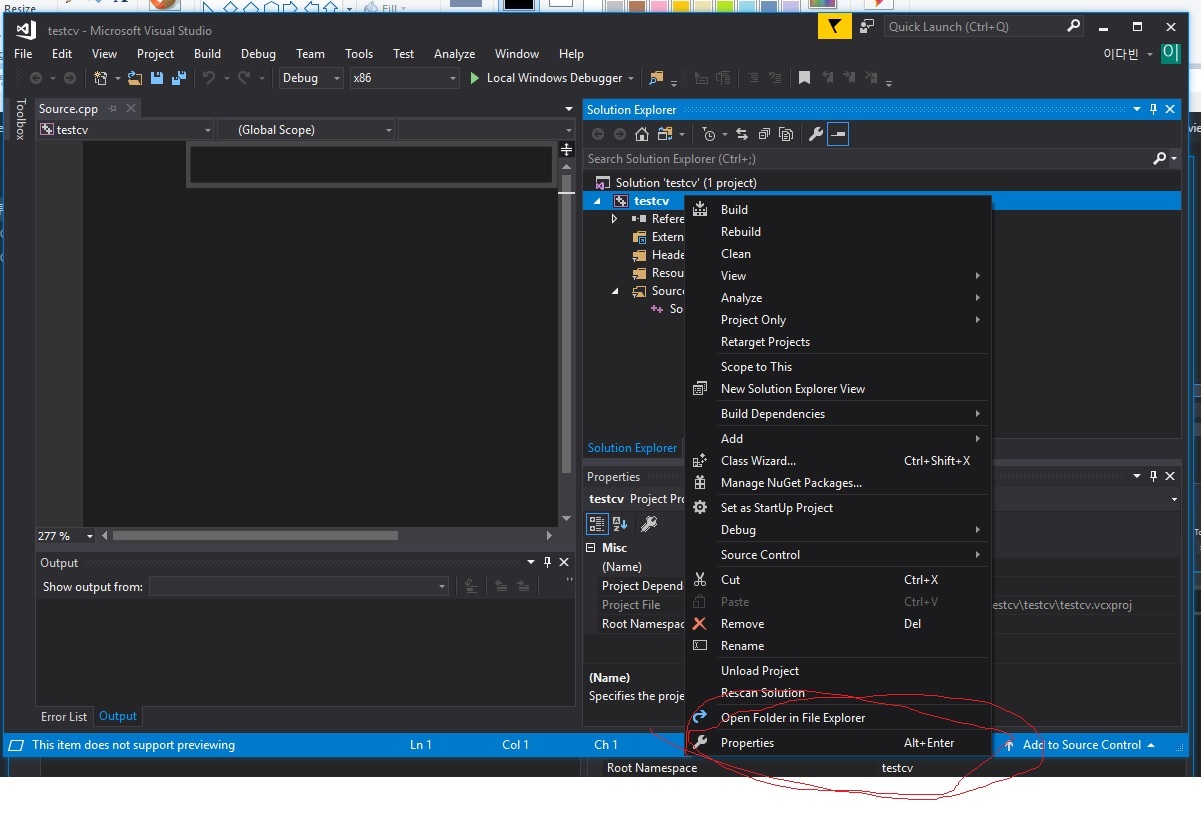 Resize
Fill
testcv - Microsoft Visual Studio
Quick Launch (Ctrl+Q)
File Edit View Project Build Debug Team Tools Test Analyze Window Help
이다빈
이
Debug x86 Local Windows Debugger
Toolbox
Source.cpp
testcv (Global Scope)
277 %
Output
Show output from:
Error List Output
Solution Explorer
Search Solution Explorer (Ctrl+;)
Solution 'testcv' (1 project)
testcv
Refere
Extern
Heade
Resou
Source
So
Solution Explorer
Properties
testcv Project Pro
Misc
(Name)
Project Depend
Project File
estcv\testcv\testcv.vcxproj
Root Namespac
(Name)
Specifies the proje
Build
Rebuild
Clean
View
Analyze
Project Only
Retarget Projects
Scope to This
New Solution Explorer View
Build Dependencies
Add
Class Wizard... Ctrl+Shift+X
Manage NuGet Packages...
Set as StartUp Project
Debug
Source Control
Cut Ctrl+X
Paste Ctrl+V
Remove Del
Rename
Unload Project
Rescan Solution
Open Folder in File Explorer
Properties Alt+Enter
This item does not support previewing Ln 1 Col 1 Ch 1 Add to Source Control
Root Namespace testcv